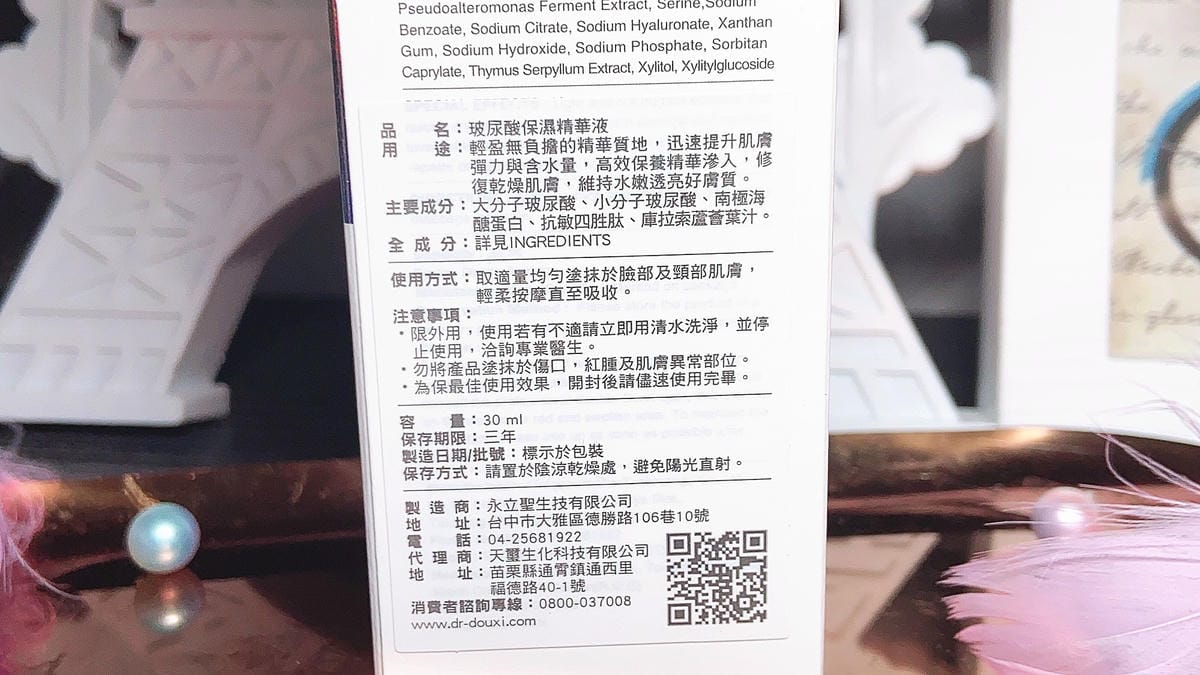 Pseudoalteromonas Ferment Extract, Serine,Sodium
Benzoate, Sodium Citrate, Sodium Hyaluronate, Xanthan
Gum, Sodium Hydroxide, Sodium Phosphate, Sorbitan
Caprylate, Thymus Serpyllum Extract, Xylitol, Xylitylglucoside
品名：玻尿酸保濕精華液
用途：輕盈無負擔的精華質地，迅速提升肌膚
彈力與含水量，高效保養精華滲入，修
復乾燥肌膚，維持水嫩透亮好膚質。
主要成分：大分子玻尿酸、小分子玻尿酸、南極海
醣蛋白、抗敏四胜肽、庫拉索蘆薈葉汁。
全成分：詳見INGREDIENTS
使用方式：取適量均勻塗抹於臉部及頸部肌膚，
輕柔按摩直至吸收。
注意事項：
・限外用，使用若有不適請立即用清水洗淨，並停
止使用，洽詢專業醫生。
・勿將產品塗抹於傷口，紅腫及肌膚異常部位。
・為保最佳使用效果，開封後請儘速使用完畢。
容量：30 ml
保存期限：三年
製造日期/批號：標示於包裝
保存方式：請置於陰涼乾燥處，避免陽光直射。
製造商：永立聖生技有限公司
地址：台中市大雅區德勝路106巷10號
電話：04-25681922
代理商：天璽生化科技有限公司
地址：苗栗縣通霄鎮通西里
福德路40-1號
消費者諮詢專線：0800-037008
www.dr-douxi.com